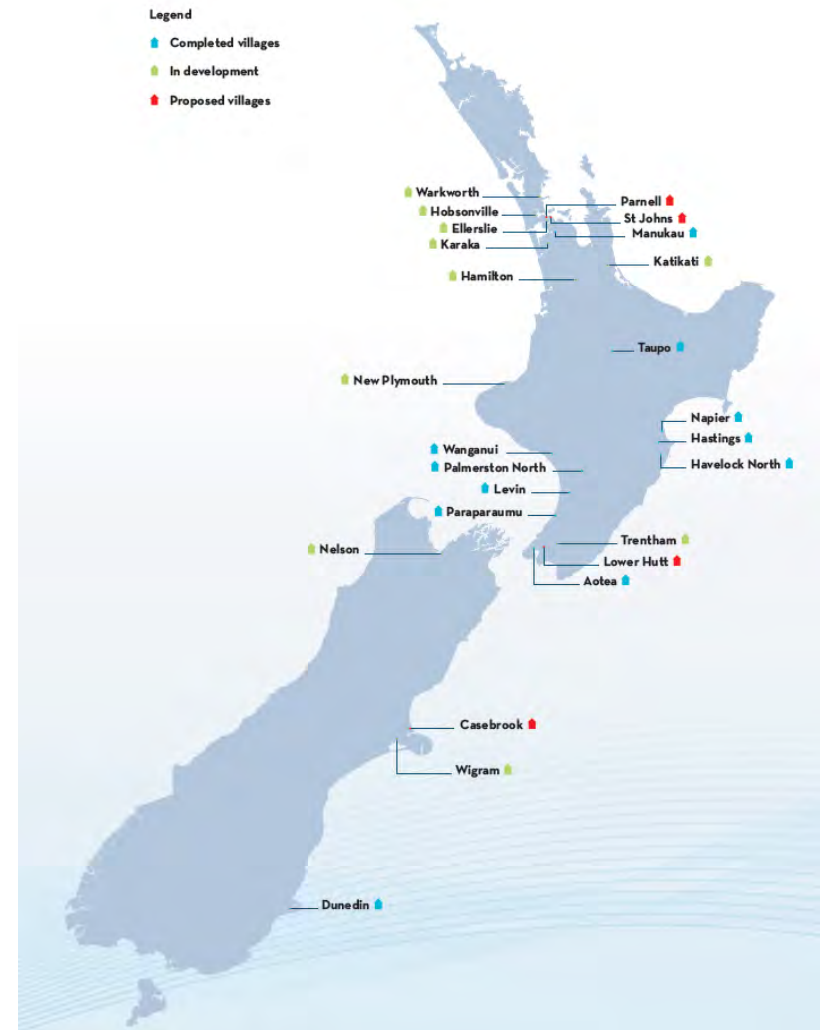 Legend
Completed villages
In development
Proposed villages
Warkworth
Parnell
Hobsonville
St Johns
Ellerslie
Manukau
Karaka
Katikati
Hamilton
Taupo
New Plymouth
Napier
Hastings
Wanganui
Havelock North
Palmerston North
Levin
Paraparaumu
Trentham
Nelson
Lower Hutt
Aotea
Casebrook
Wigram
Dunedin